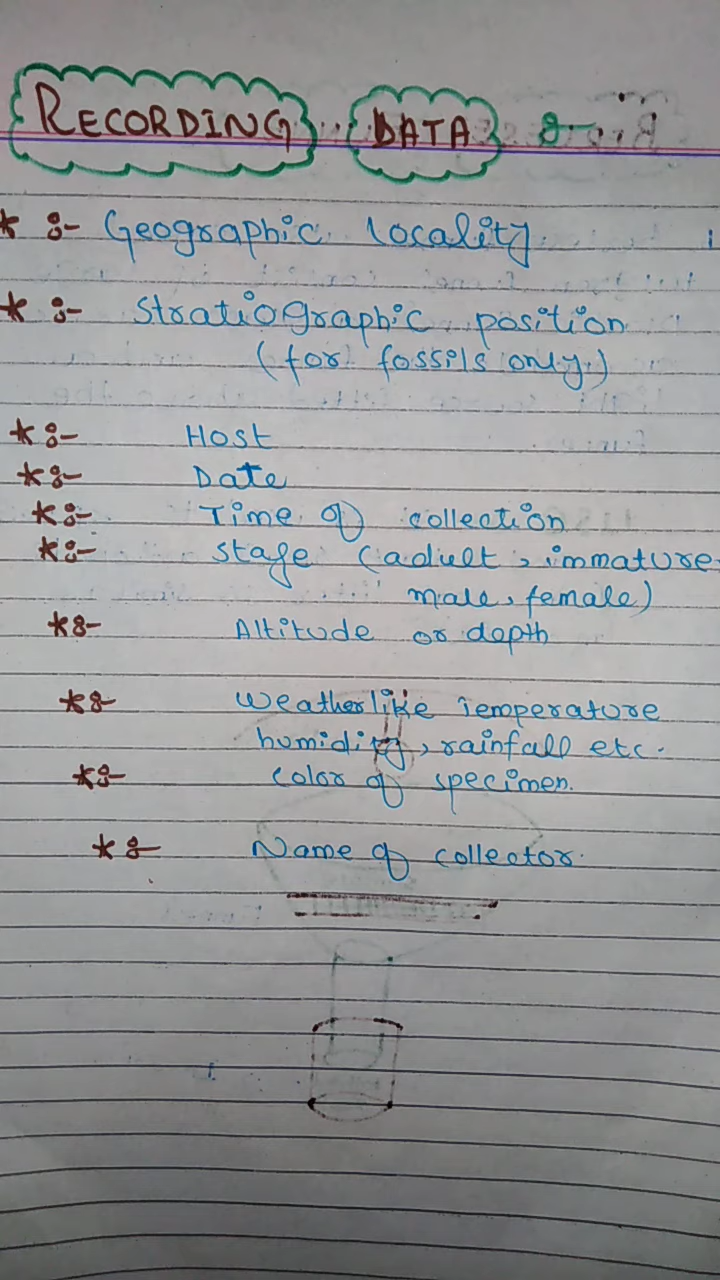 RECORDING DATA :-
* :- Geographic locality.
* :- Stratiographic position
(for fossils only.)
* :- Host
* :- Date
* :- Time of collection
* :- Stage (adult, immature
male, female)
* :- Altitude or depth
* :- Weather like Temperature
humidity, rainfall etc.
* :- Color of specimen.
* :- Name of collector.